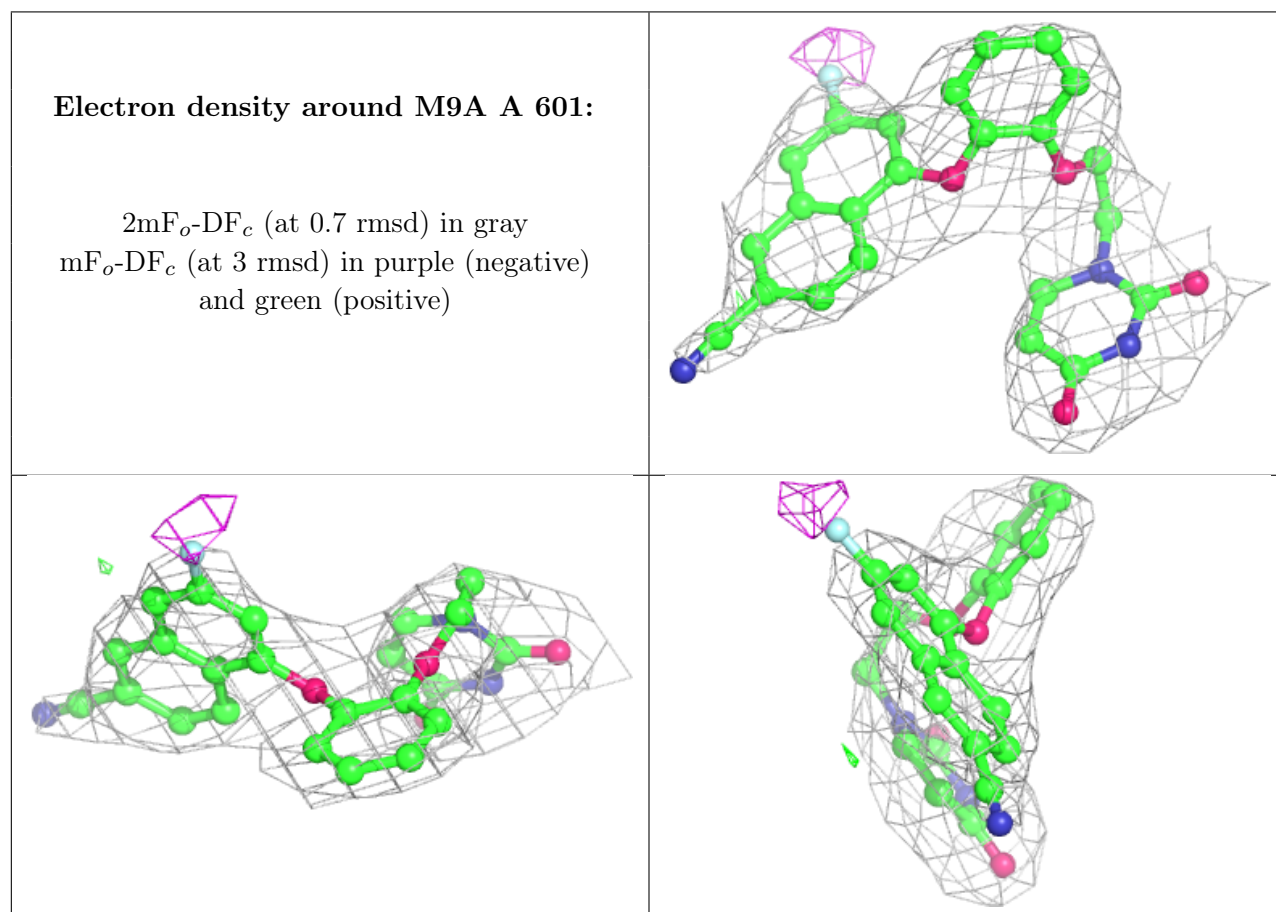 Electron density around M9A A 601:
2mFo-DFc (at 0.7 rmsd) in gray
mFo-DFc (at 3 rmsd) in purple (negative)
and green (positive)